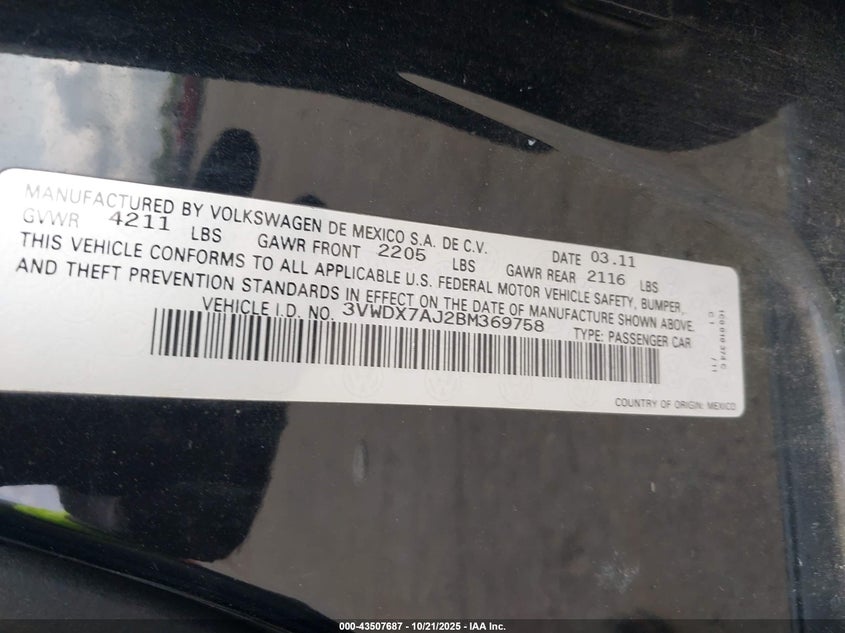 MANUFACTURED BY VOLKSWAGEN DE MEXICO S.A. DE C.V. DATE 03.11
GVWR 4211 LBS GAWR FRONT 2205 LBS GAWR REAR 2116 LBS
THIS VEHICLE CONFORMS TO ALL APPLICABLE U.S. FEDERAL MOTOR VEHICLE SAFETY, BUMPER,
AND THEFT PREVENTION STANDARDS IN EFFECT ON THE DATE OF MANUFACTURE SHOWN ABOVE.
VEHICLE I.D. NO. 3VWDX7AJ2BM369758 TYPE: PASSENGER CAR
COUNTRY OF ORIGIN: MEXICO
000-43507687 - 10/21/2025 - IAA Inc.